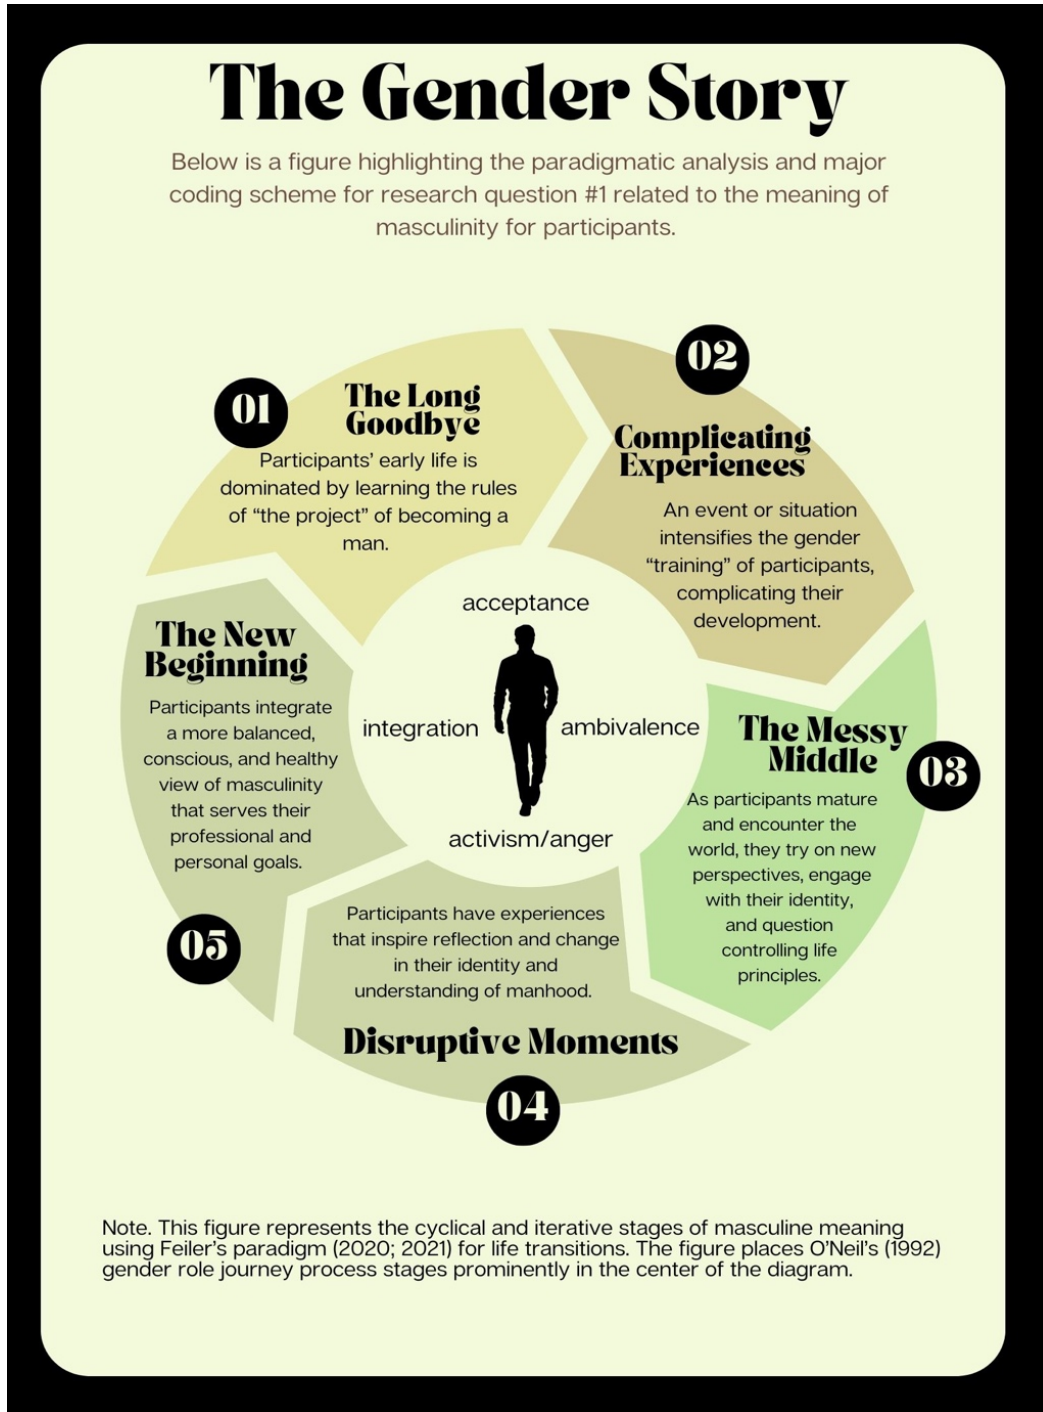 The Gender Story
Below is a figure highlighting the paradigmatic analysis and major
coding scheme for research question #1 related to the meaning of
masculinity for participants.
01
The Long
Goodbye
Participants’ early life is
dominated by learning the rules
of “the project” of becoming a
man.
02
Complicating
Experiences
An event or situation
intensifies the gender
“training” of participants,
complicating their
development.
03
The Messy
Middle
As participants mature
and encounter the
world, they try on new
perspectives, engage
with their identity,
and question
controlling life
principles.
Participants have experiences
that inspire reflection and change
in their identity and
understanding of manhood.
Disruptive Moments
04
The New
Beginning
Participants integrate
a more balanced,
conscious, and healthy
view of masculinity
that serves their
professional and
personal goals.
05
acceptance
integration
ambivalence
activism/anger
Note. This figure represents the cyclical and iterative stages of masculine meaning
using Feiler’s paradigm (2020; 2021) for life transitions. The figure places O’Neil’s (1992)
gender role journey process stages prominently in the center of the diagram.